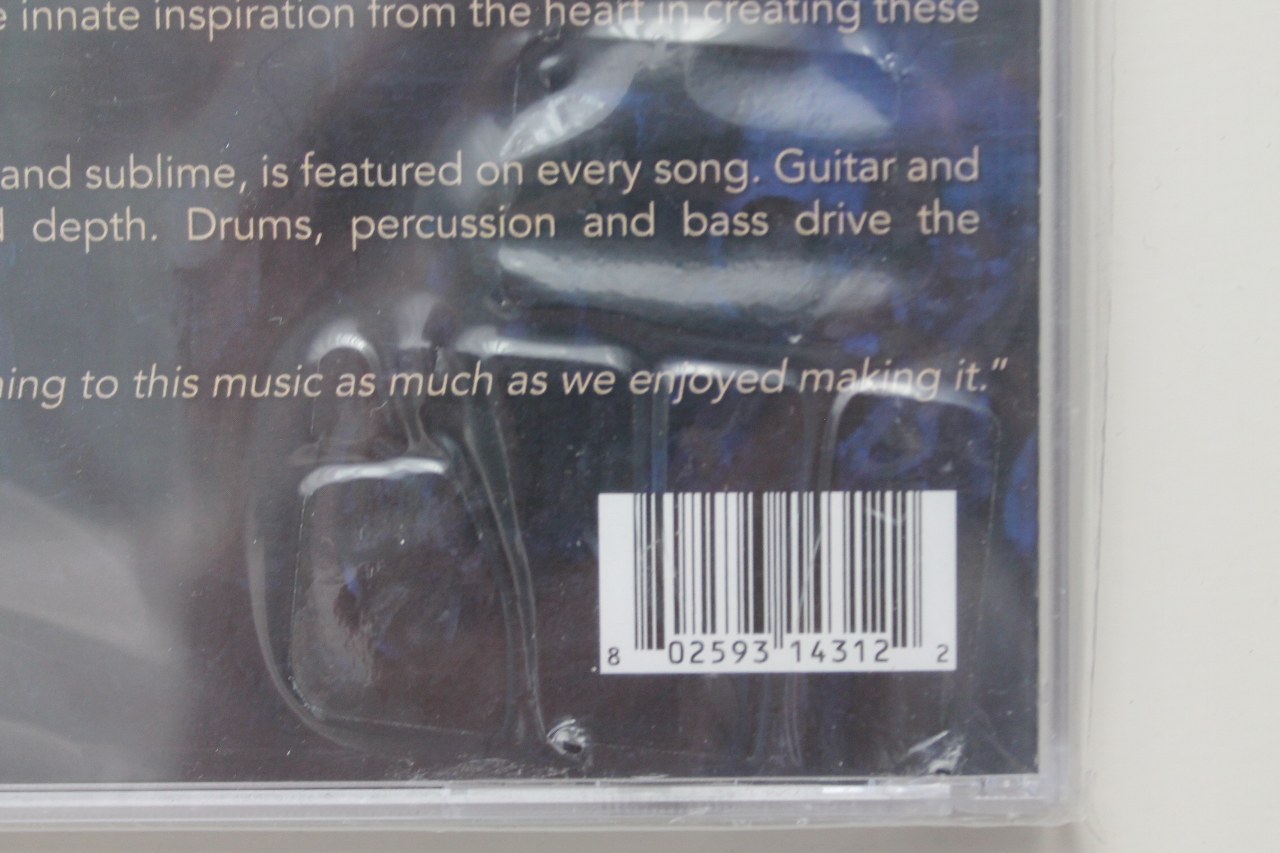 innate inspiration from the heart in creating these
and sublime, is featured on every song. Guitar and
depth. Drums, percussion and bass drive the
to this music as much as we enjoyed making it.”
8 02593 14312 2